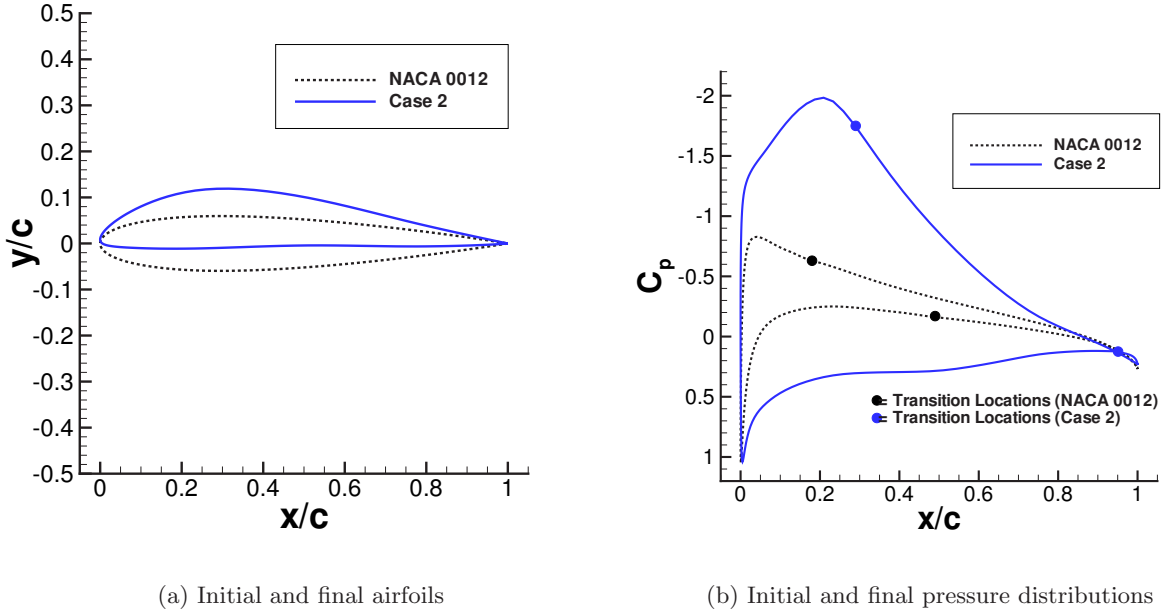 0.5
0.4
0.3
0.2
0.1
0
-0.1
-0.2
-0.3
-0.4
-0.5
y/c
0 0.2 0.4 0.6 0.8 1
x/c
NACA 0012
Case 2
(a) Initial and final airfoils
-2
-1.5
-1
-0.5
0
0.5
1
Cp
0 0.2 0.4 0.6 0.8 1
x/c
NACA 0012
Case 2
= Transition Locations (NACA 0012)
= Transition Locations (Case 2)
(b) Initial and final pressure distributions